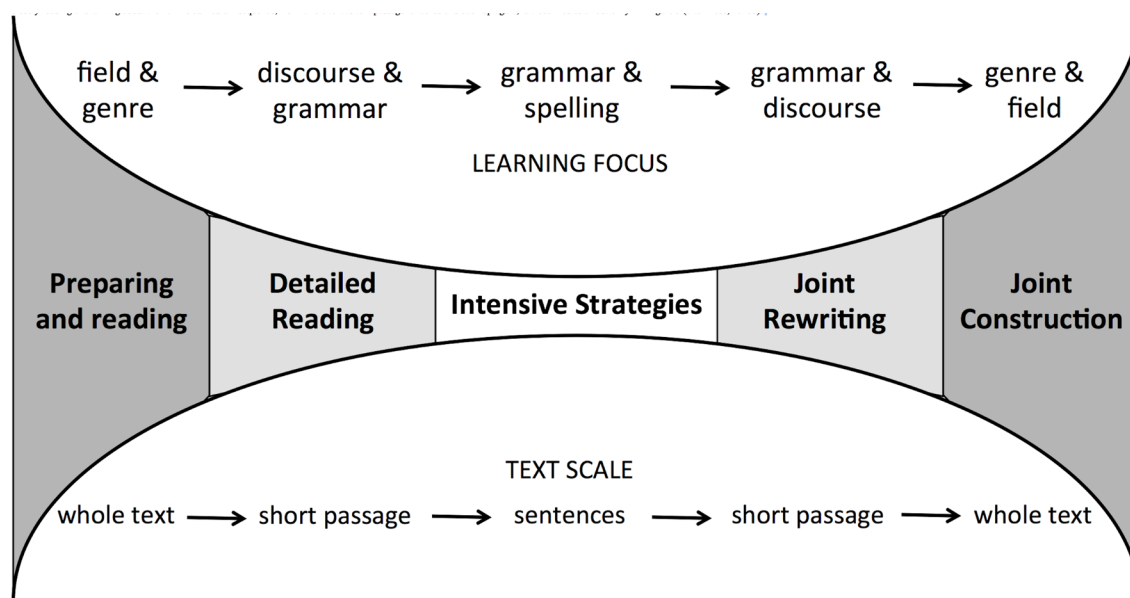 field &
genre
discourse &
grammar
grammar &
spelling
grammar &
discourse
genre &
field
LEARNING FOCUS
Preparing
and reading
Detailed
Reading
Intensive Strategies
Joint
Rewriting
Joint
Construction
TEXT SCALE
whole text
short passage
sentences
short passage
whole text